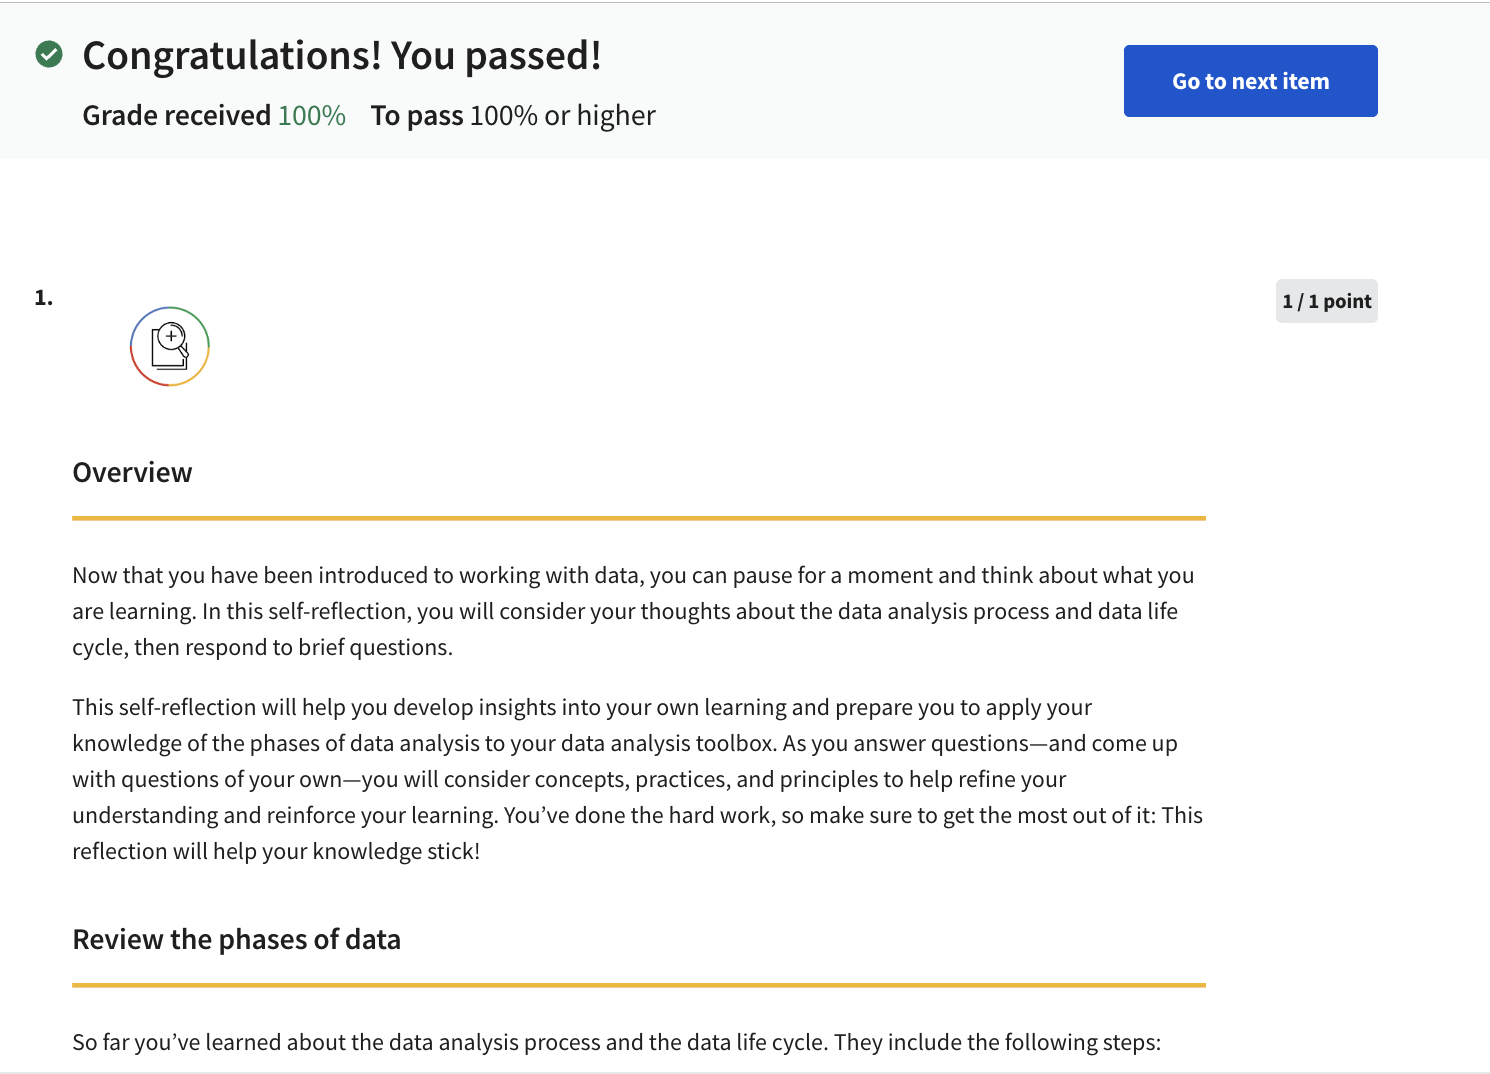 Congratulations! You passed!
Go to next item
Grade received 100% To pass 100% or higher
1.
1 / 1 point
Overview
Now that you have been introduced to working with data, you can pause for a moment and think about what you
are learning. In this self-reflection, you will consider your thoughts about the data analysis process and data life
cycle, then respond to brief questions.
This self-reflection will help you develop insights into your own learning and prepare you to apply your
knowledge of the phases of data analysis to your data analysis toolbox. As you answer questions—and come up
with questions of your own—you will consider concepts, practices, and principles to help refine your
understanding and reinforce your learning. You’ve done the hard work, so make sure to get the most out of it: This
reflection will help your knowledge stick!
Review the phases of data
So far you’ve learned about the data analysis process and the data life cycle. They include the following steps: